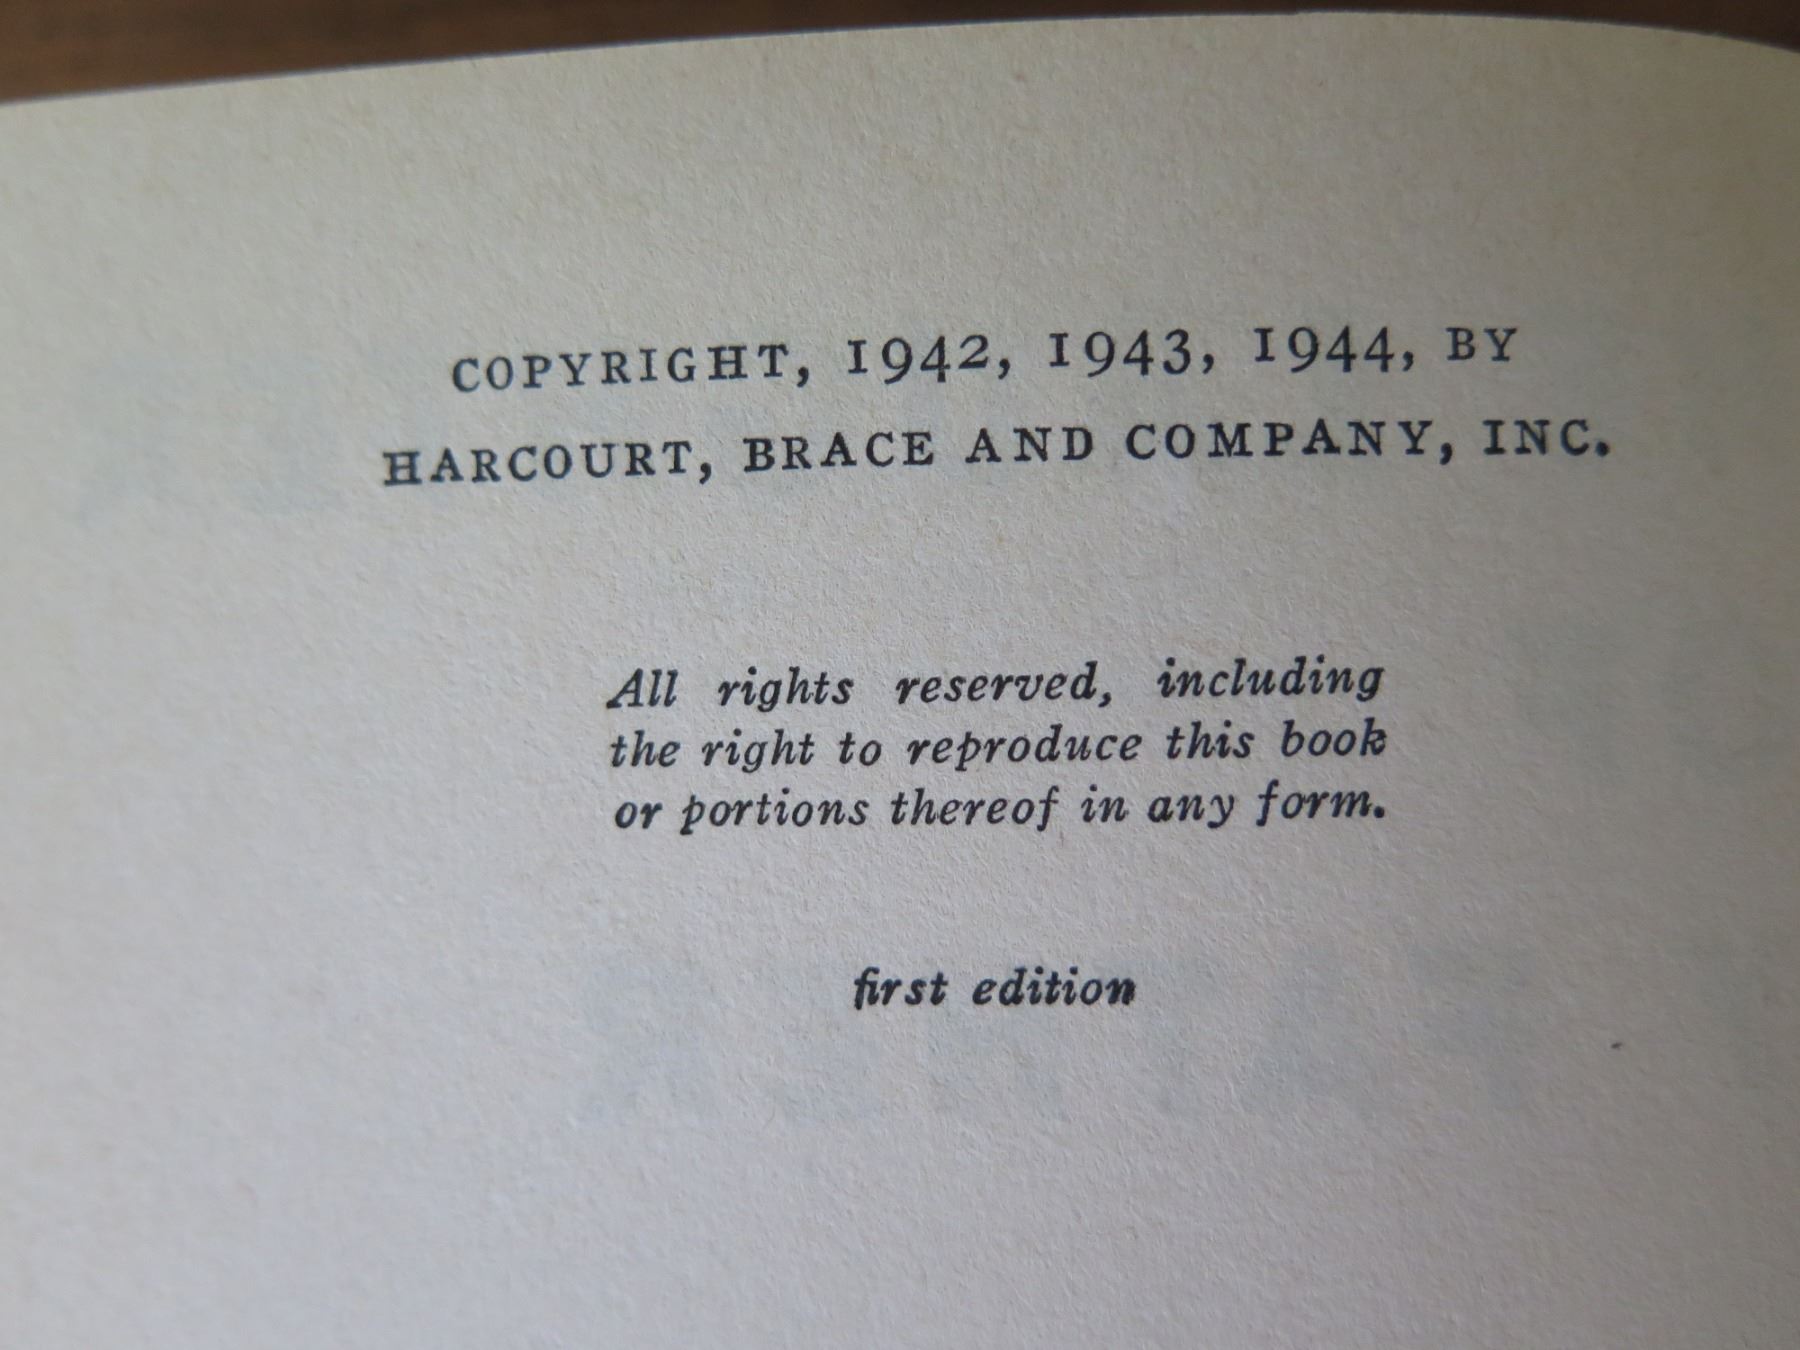 COPYRIGHT, 1942, 1943, 1944, BY
HARCOURT, BRACE AND COMPANY, INC.
All rights reserved, including
the right to reproduce this book
or portions thereof in any form.
first edition